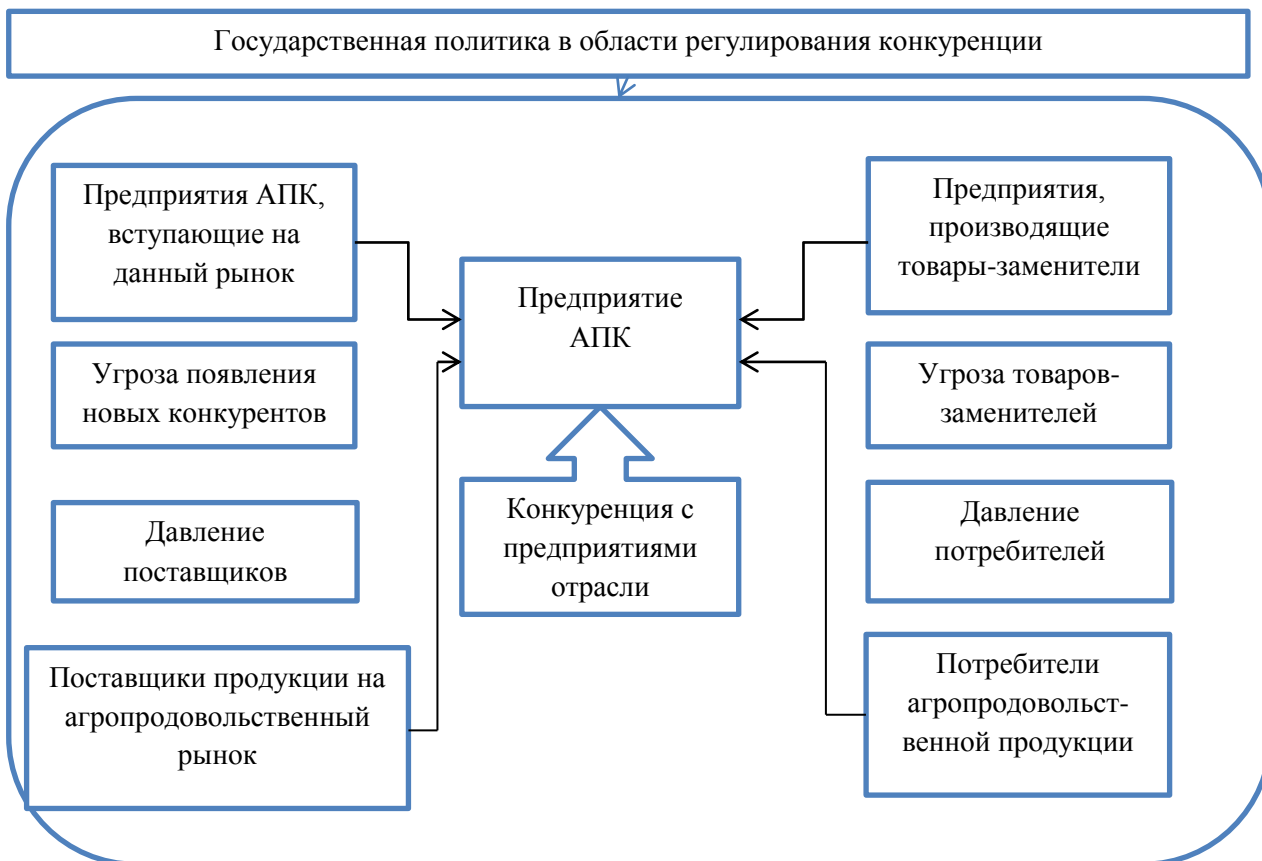 Государственная политика в области регулирования конкуренции
Предприятия АПК,
вступающие на
данный рынок
Предприятия,
производящие
товары-заменители
Предприятие
АПК
Угроза появления
новых конкурентов
Угроза товаров-
заменителей
Давление
поставщиков
Конкуренция с
предприятиями
отрасли
Давление
потребителей
Поставщики продукции на
агропродовольственный
рынок
Потребители
агропродовольст-
венной продукции